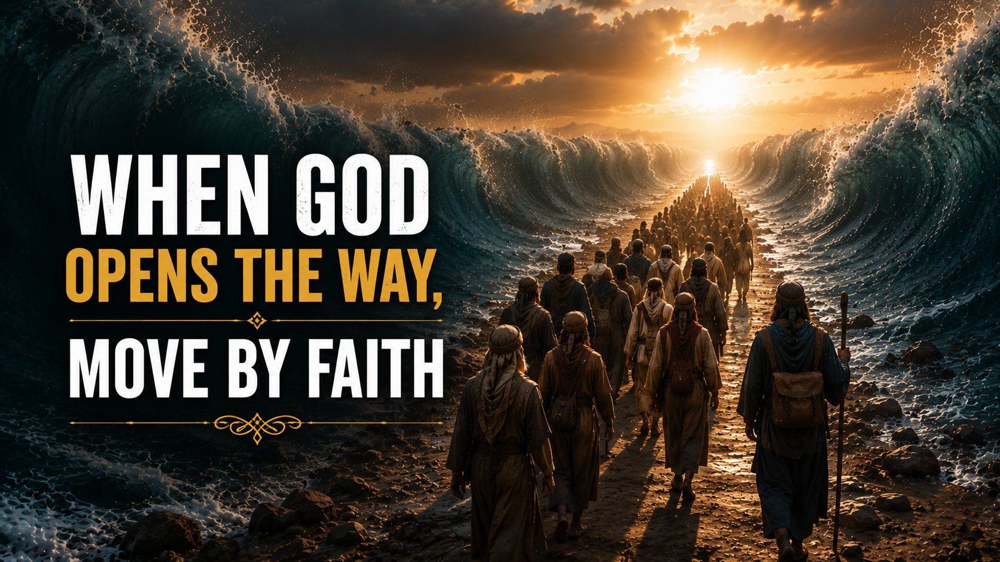 WHEN GOD
OPENS THE WAY,
MOVE BY FAITH